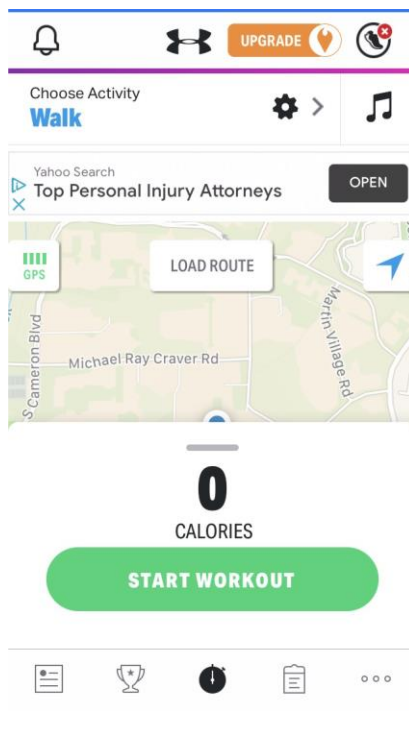 UPGRADE
Choose Activity
Walk
Yahoo Search
Top Personal Injury Attorneys
OPEN
GPS
LOAD ROUTE
S Cameron Blvd
Michael Ray Craver Rd
Martin Village Rd
0
CALORIES
START WORKOUT